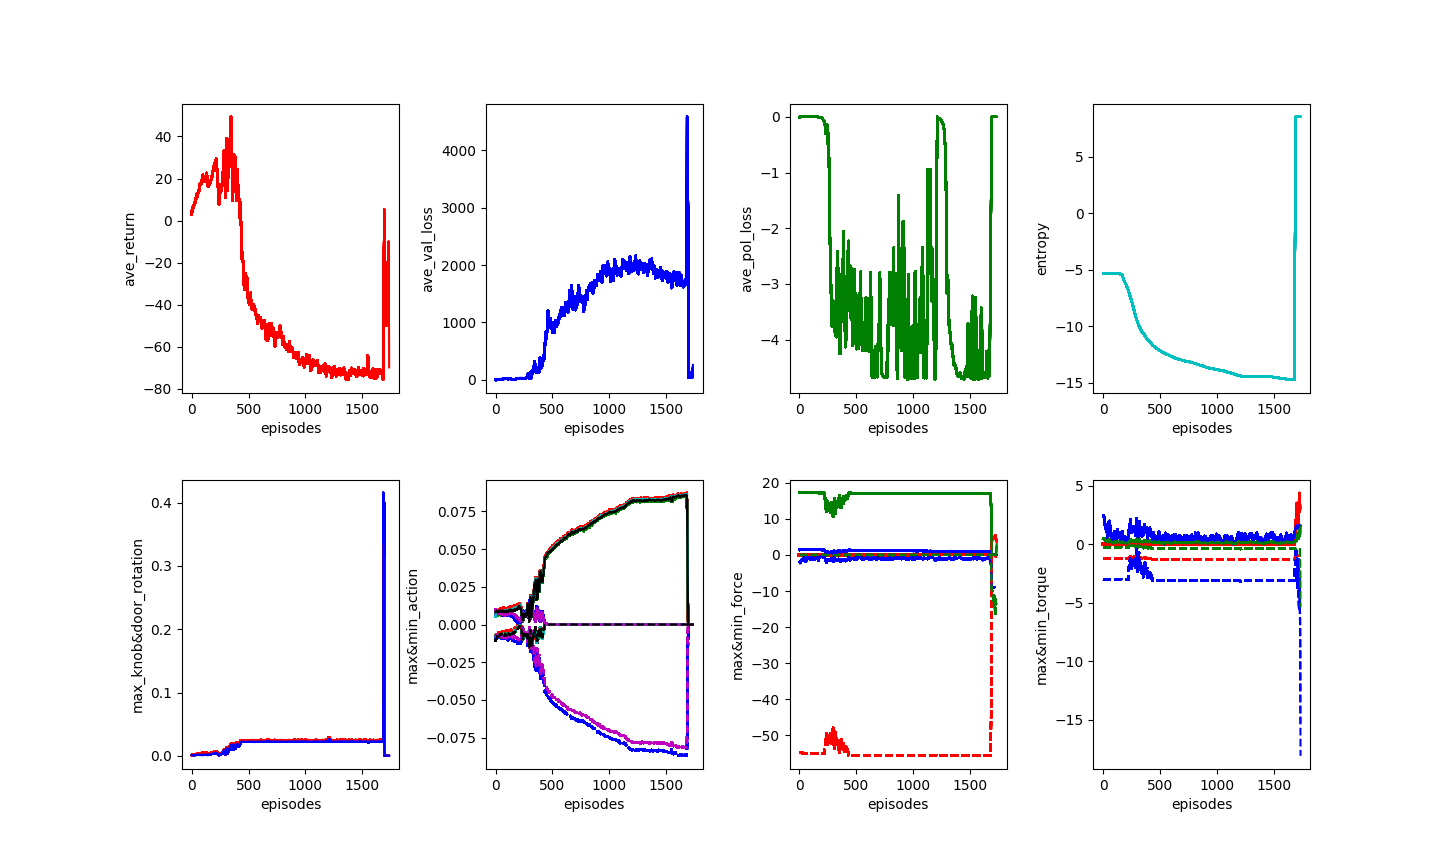 ave_return
40
20
0
−20
−40
−60
−80
0 500 1000 1500
episodes
ave_val_loss
4000
3000
2000
1000
0
0 500 1000 1500
episodes
ave_pol_loss
0
−1
−2
−3
−4
0 500 1000 1500
episodes
entropy
5
0
−5
−10
−15
0 500 1000 1500
episodes
max_knob&door_rotation
0.4
0.3
0.2
0.1
0.0
0 500 1000 1500
episodes
max&min_action
0.075
0.050
0.025
0.000
−0.025
−0.050
−0.075
0 500 1000 1500
episodes
max&min_force
20
10
0
−10
−20
−30
−40
−50
0 500 1000 1500
episodes
max&min_torque
5
0
−5
−10
−15
0 500 1000 1500
episodes